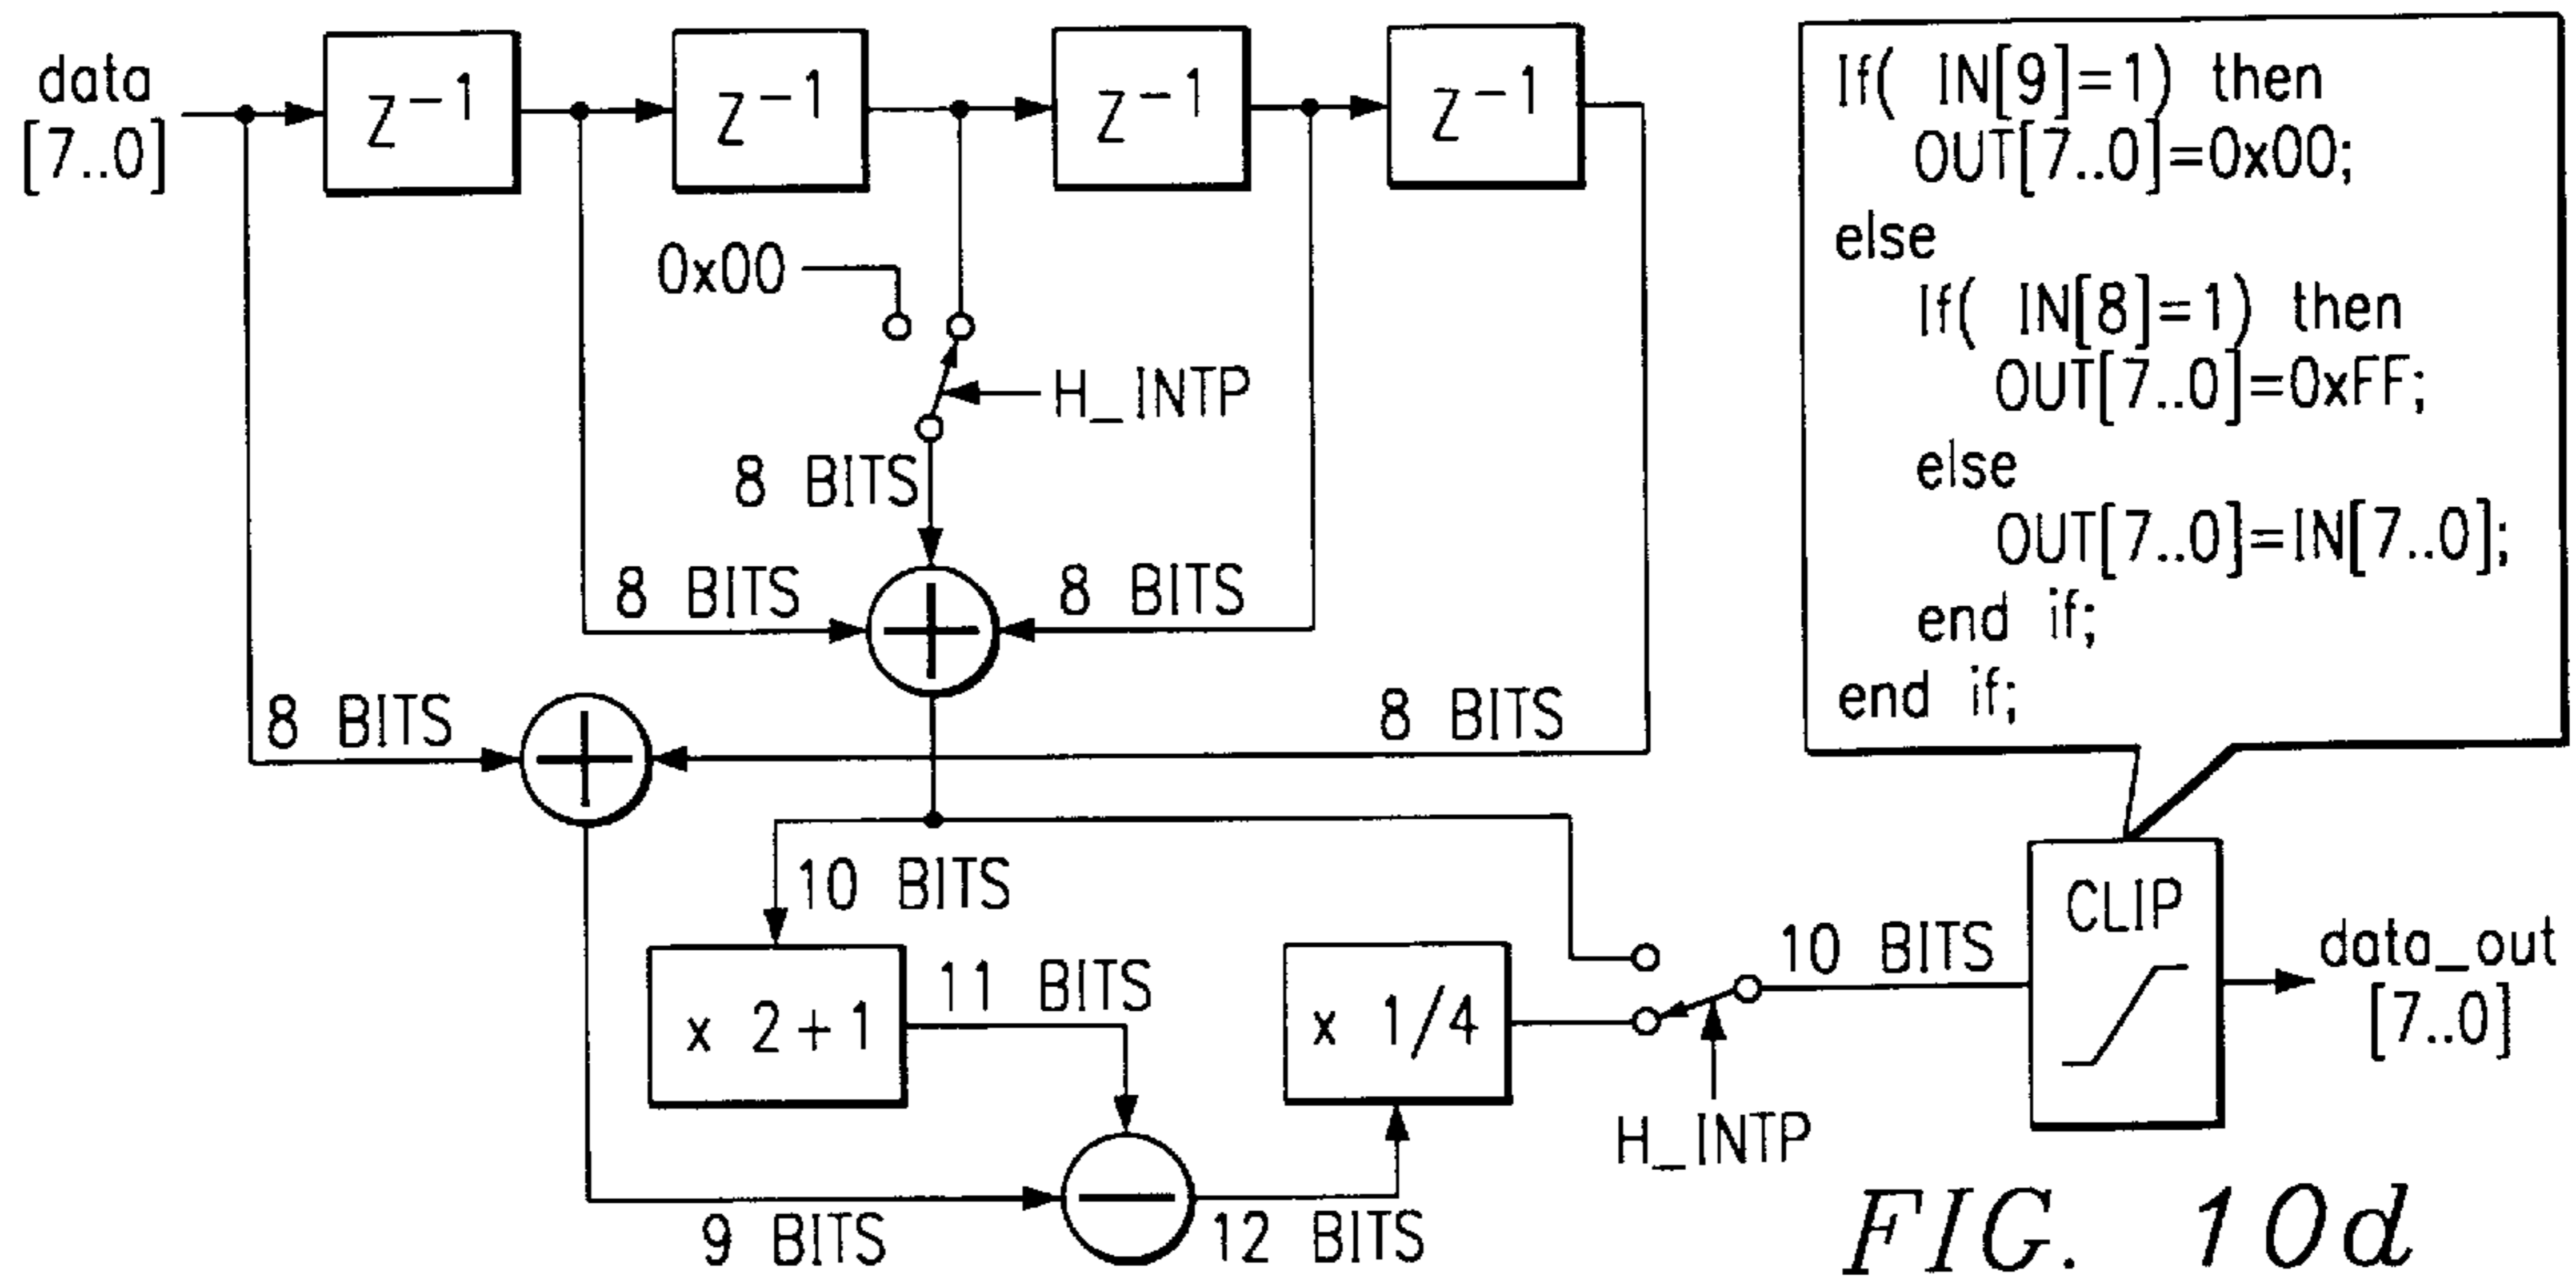 data
[7..0]
Z⁻¹
Z⁻¹
Z⁻¹
Z⁻¹
0x00
H_INTP
8 BITS
8 BITS
8 BITS
8 BITS
8 BITS
10 BITS
x 2+1
11 BITS
x 1/4
10 BITS
H_INTP
9 BITS
12 BITS
CLIP
data_out
[7..0]
If( IN[9]=1) then
OUT[7..0]=0x00;
else
If( IN[8]=1) then
OUT[7..0]=0xFF;
else
OUT[7..0]=IN[7..0];
end if;
end if;
FIG. 10d